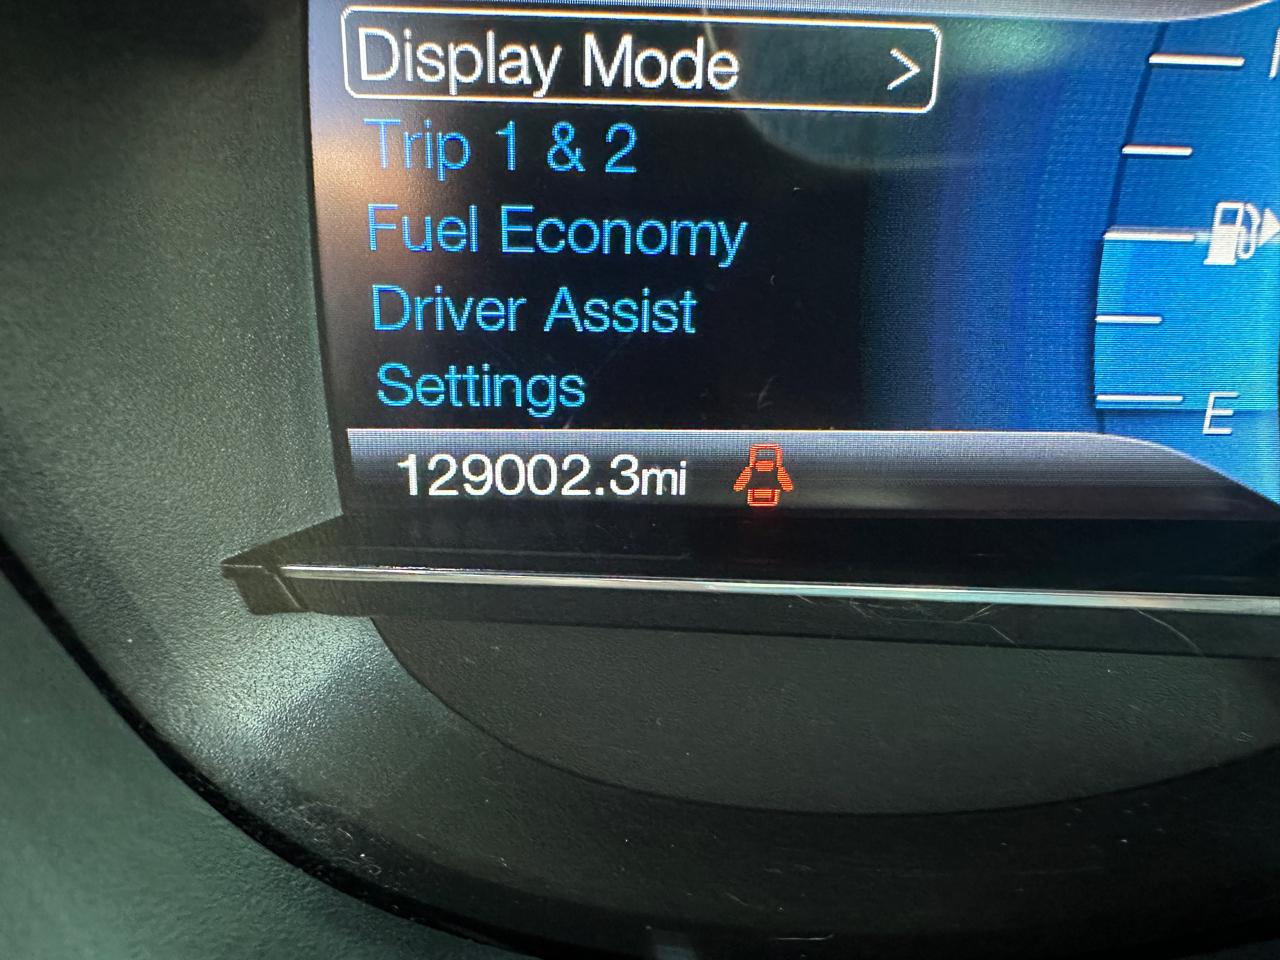 Display Mode >
Trip 1 & 2
Fuel Economy
Driver Assist
Settings
E
129002.3mi